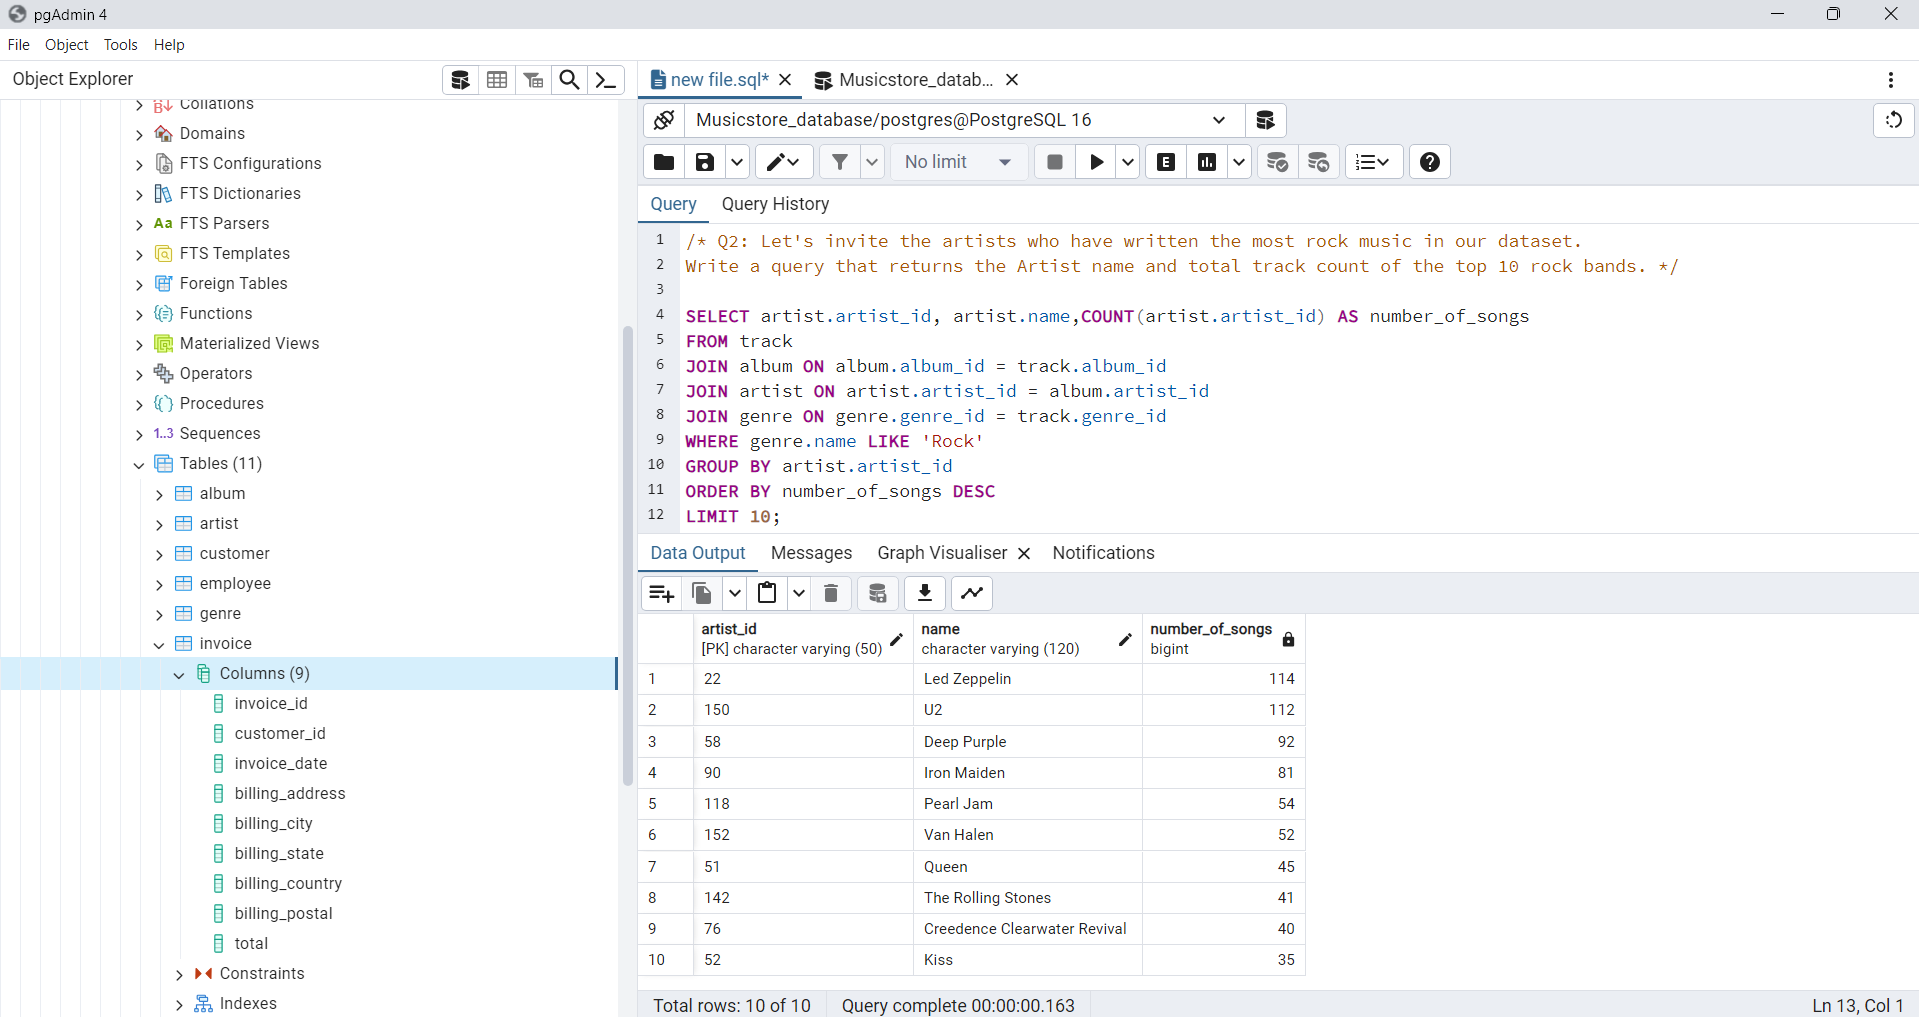 pgAdmin 4
File Object Tools Help
Object Explorer
Collations
Domains
FTS Configurations
FTS Dictionaries
Aa FTS Parsers
FTS Templates
Foreign Tables
Functions
Materialized Views
Operators
Procedures
1..3 Sequences
Tables (11)
album
artist
customer
employee
genre
invoice
Columns (9)
invoice_id
customer_id
invoice_date
billing_address
billing_city
billing_state
billing_country
billing_postal
total
Constraints
Indexes
new file.sql* Musicstore_datab...
Musicstore_database/postgres@PostgreSQL 16
No limit E
Query Query History
1 /* Q2: Let's invite the artists who have written the most rock music in our dataset.
2 Write a query that returns the Artist name and total track count of the top 10 rock bands. */
3
4 SELECT artist.artist_id, artist.name,COUNT(artist.artist_id) AS number_of_songs
5 FROM track
6 JOIN album ON album.album_id = track.album_id
7 JOIN artist ON artist.artist_id = album.artist_id
8 JOIN genre ON genre.genre_id = track.genre_id
9 WHERE genre.name LIKE 'Rock'
10 GROUP BY artist.artist_id
11 ORDER BY number_of_songs DESC
12 LIMIT 10;
Data Output Messages Graph Visualiser Notifications
artist_id name number_of_songs
[PK] character varying (50) character varying (120) bigint
1 22 Led Zeppelin 114
2 150 U2 112
3 58 Deep Purple 92
4 90 Iron Maiden 81
5 118 Pearl Jam 54
6 152 Van Halen 52
7 51 Queen 45
8 142 The Rolling Stones 41
9 76 Creedence Clearwater Revival 40
10 52 Kiss 35
Total rows: 10 of 10 Query complete 00:00:00.163 Ln 13, Col 1